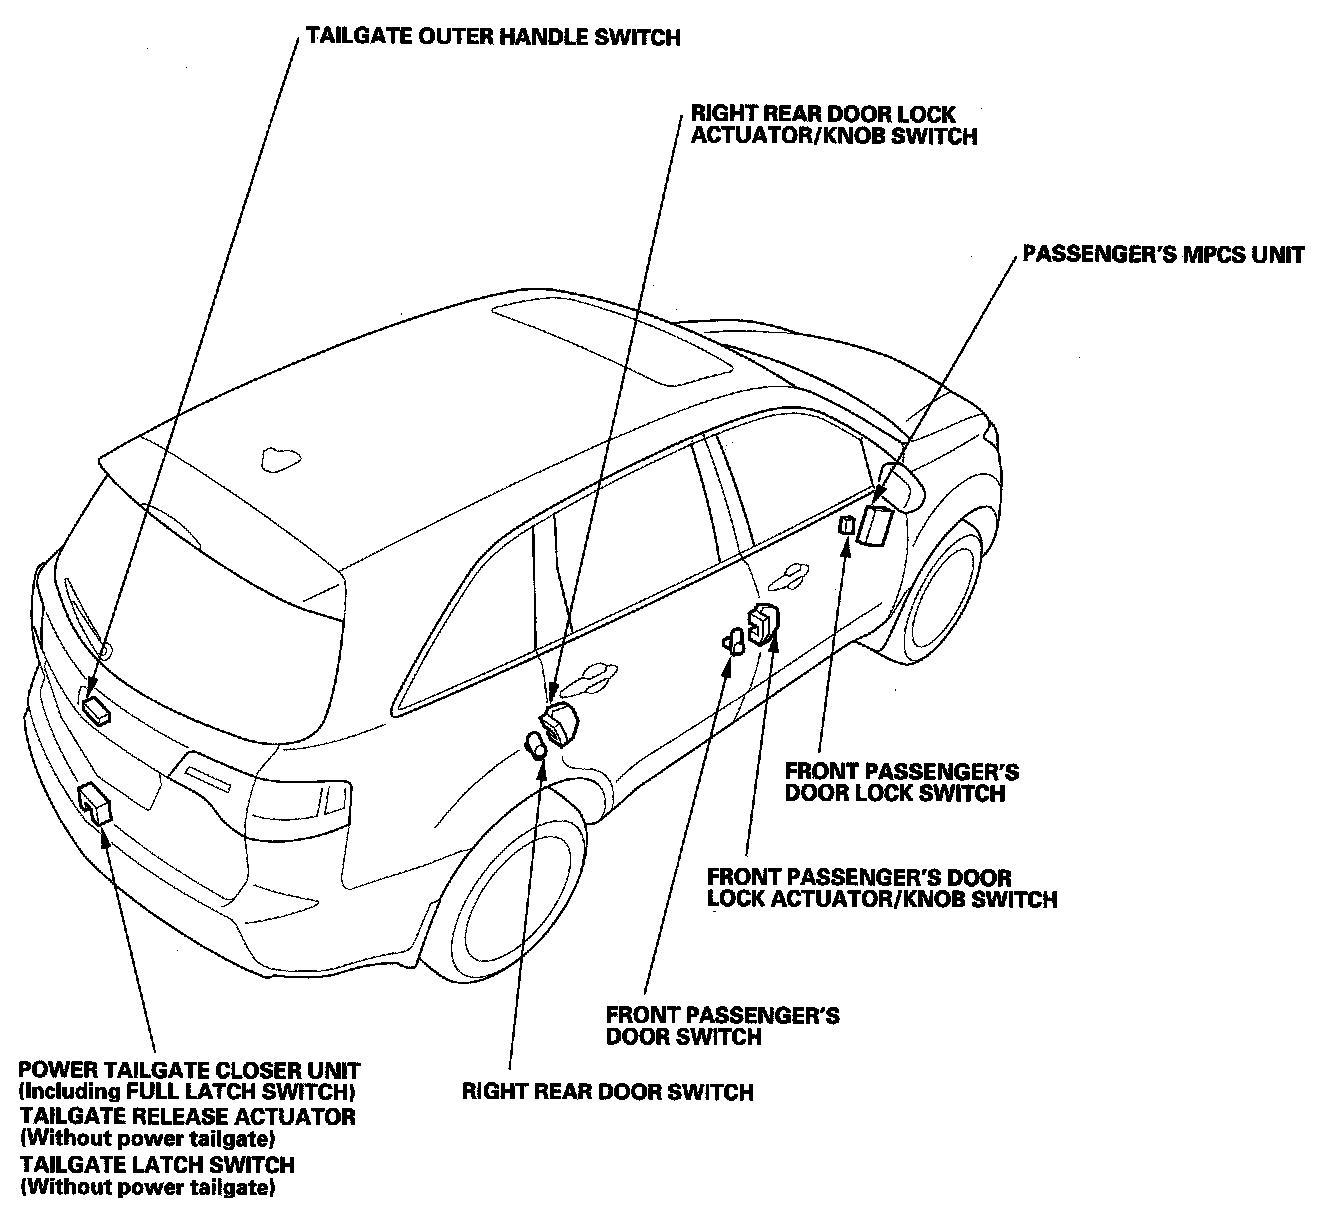 TAILGATE OUTER HANDLE SWITCH
RIGHT REAR DOOR LOCK
ACTUATOR/KNOB SWITCH
PASSENGER'S MPCS UNIT
FRONT PASSENGER'S
DOOR LOCK SWITCH
FRONT PASSENGER'S DOOR
LOCK ACTUATOR/KNOB SWITCH
FRONT PASSENGER'S
DOOR SWITCH
RIGHT REAR DOOR SWITCH
POWER TAILGATE CLOSER UNIT
(Including FULL LATCH SWITCH)
TAILGATE RELEASE ACTUATOR
(Without power tailgate)
TAILGATE LATCH SWITCH
(Without power tailgate)